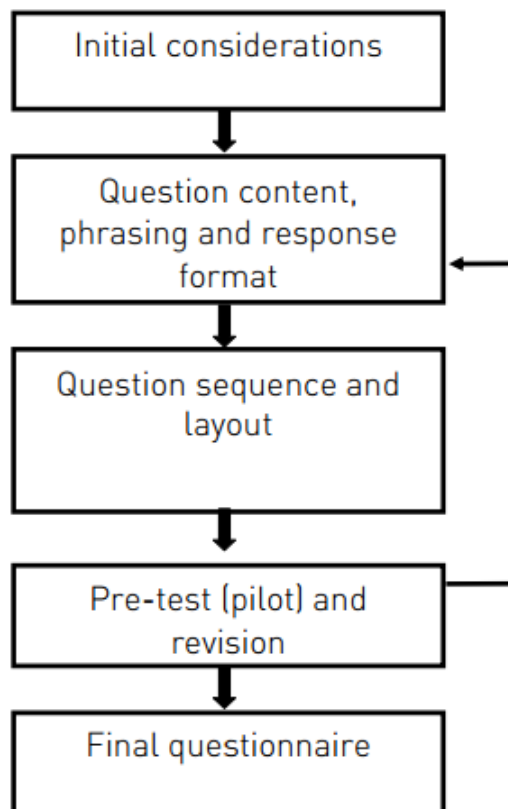 Initial considerations
Question content,
phrasing and response
format
Question sequence and
layout
Pre-test (pilot) and
revision
Final questionnaire